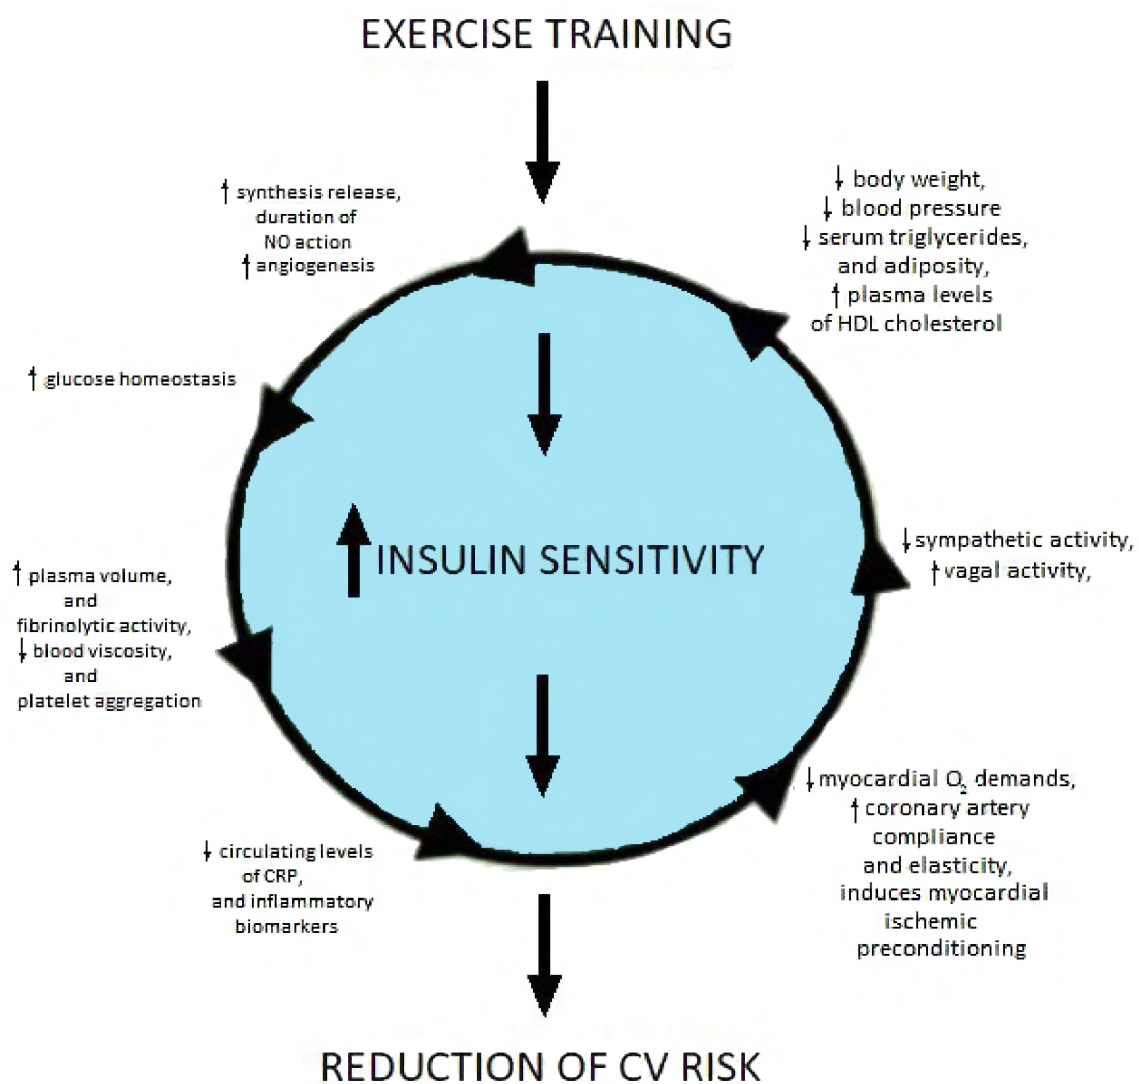 EXERCISE TRAINING
↑ synthesis release,
duration of
NO action
↑ angiogenesis
↓ body weight,
↓ blood pressure
↓ serum triglycerides,
and adiposity,
↑ plasma levels
of HDL cholesterol
↑ glucose homeostasis
↑ INSULIN SENSITIVITY
↓ sympathetic activity,
↑ vagal activity,
↑ plasma volume,
and
fibrinolytic activity,
↓ blood viscosity,
and
platelet aggregation
↓ circulating levels
of CRP,
and inflammatory
biomarkers
↓ myocardial O₂ demands,
↑ coronary artery
compliance
and elasticity,
induces myocardial
ischemic
preconditioning
REDUCTION OF CV RISK